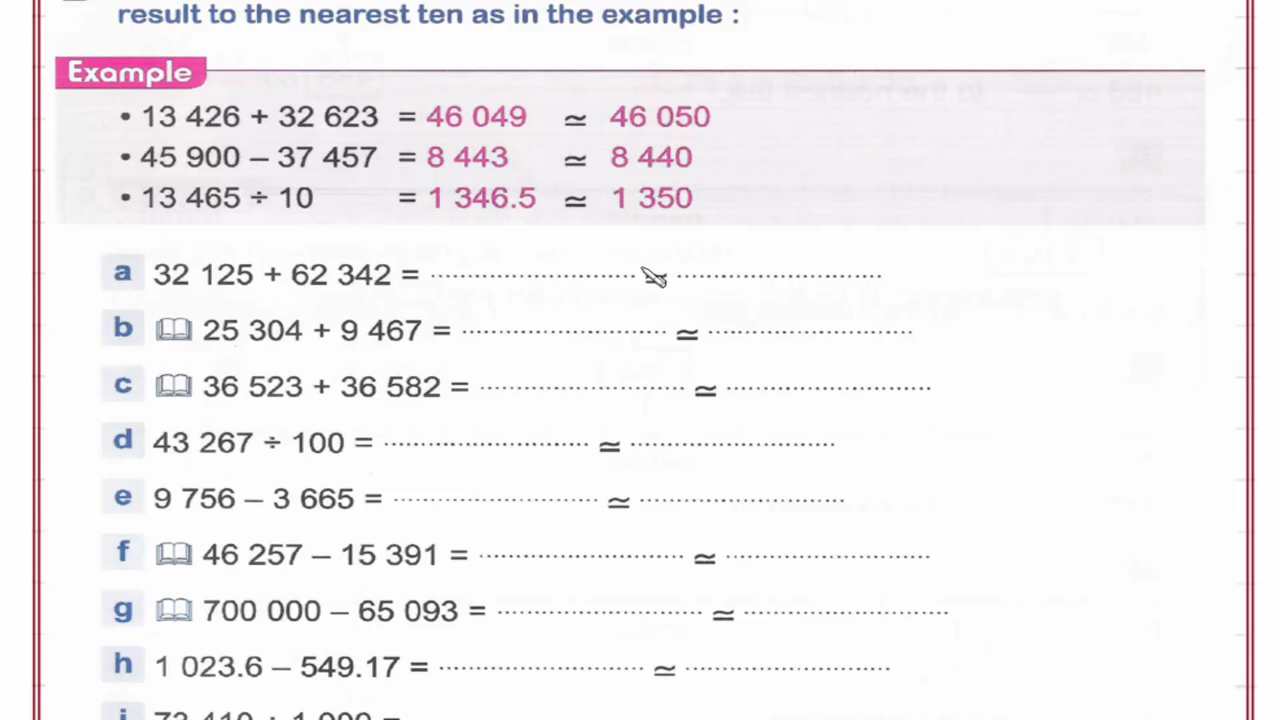 result to the nearest ten as in the example :
Example
• 13 426 + 32 623 = 46 049 ≃ 46 050
• 45 900 – 37 457 = 8 443 ≃ 8 440
• 13 465 ÷ 10 = 1 346.5 ≃ 1 350
a 32 125 + 62 342 = ........................ ≃ ........................
b 25 304 + 9 467 = ........................ ≃ ........................
c 36 523 + 36 582 = ........................ ≃ ........................
d 43 267 ÷ 100 = ........................ ≃ ........................
e 9 756 – 3 665 = ........................ ≃ ........................
f 46 257 – 15 391 = ........................ ≃ ........................
g 700 000 – 65 093 = ........................ ≃ ........................
h 1 023.6 – 549.17 = ........................ ≃ ........................